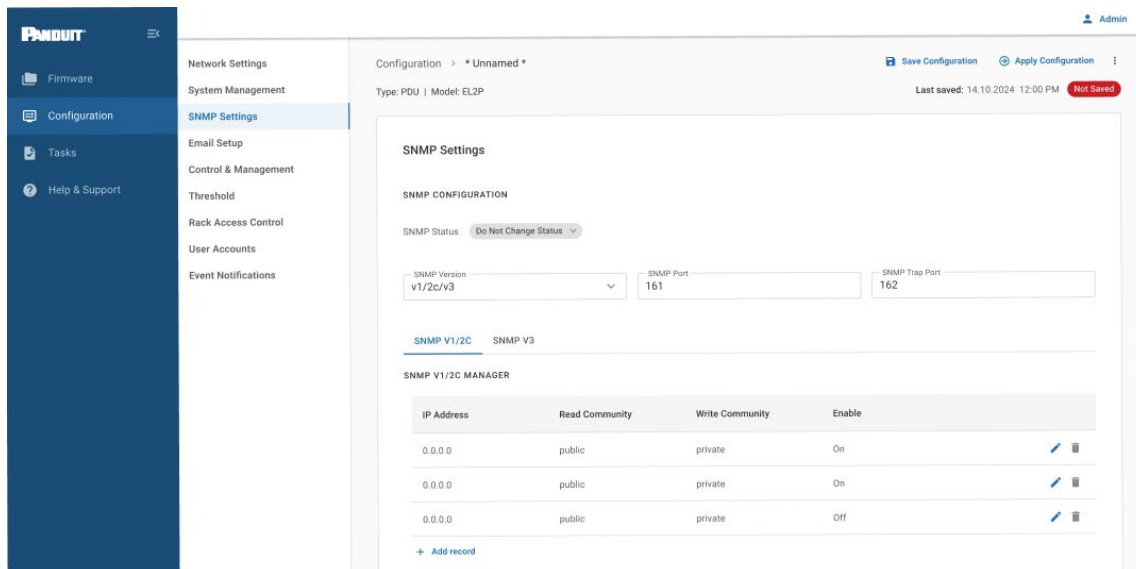 PANDUIT
Admin
Firmware
Configuration
Tasks
Help & Support
Network Settings
System Management
SNMP Settings
Email Setup
Control & Management
Threshold
Rack Access Control
User Accounts
Event Notifications
Configuration > * Unnamed *
Save Configuration Apply Configuration
Type: PDU | Model: EL2P
Last saved: 14.10.2024 12:00 PM Not Saved
SNMP Settings
SNMP CONFIGURATION
SNMP Status Do Not Change Status
SNMP Version SNMP Port SNMP Trap Port
v1/2c/v3 161 162
SNMP V1/2C SNMP V3
SNMP V1/2C MANAGER
IP Address Read Community Write Community Enable
0.0.0.0 public private On
0.0.0.0 public private On
0.0.0.0 public private Off
+ Add record